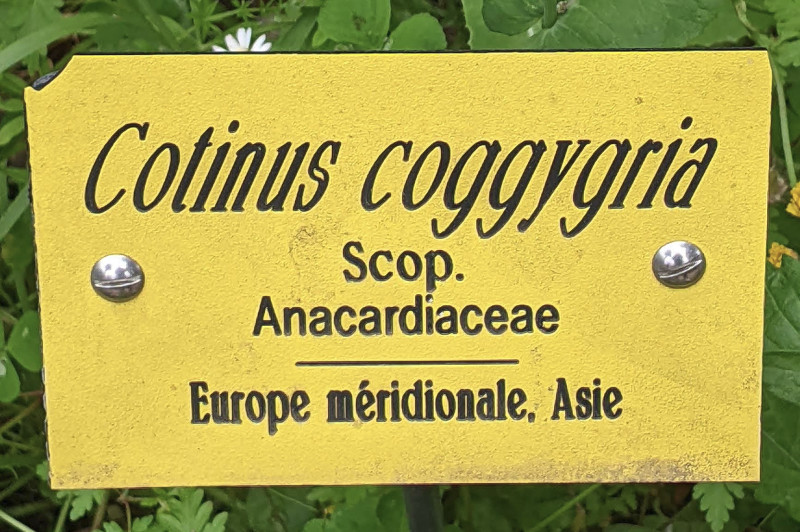 Cotinus coggygria
Scop.
Anacardiaceae
Europe méridionale, Asie